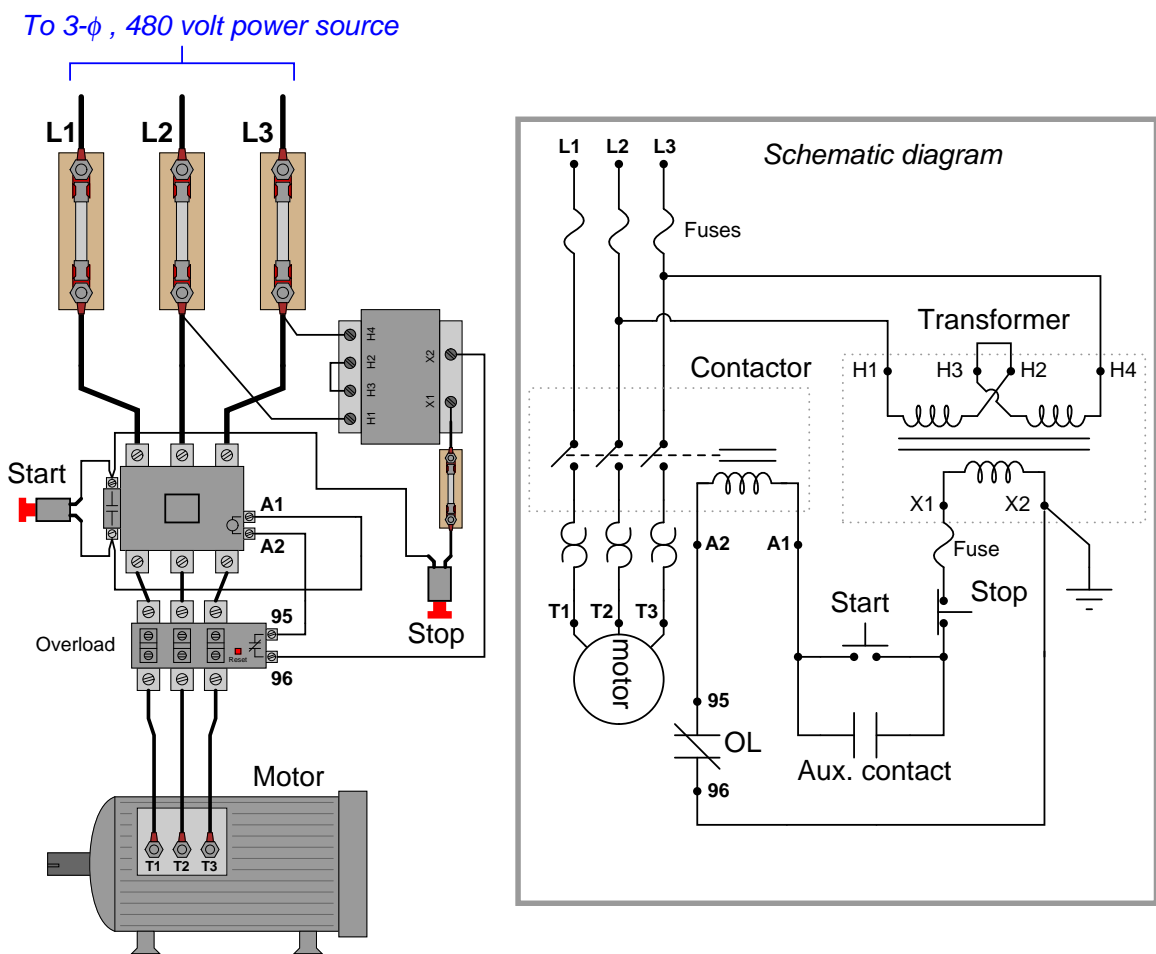 To 3-ϕ , 480 volt power source
L1 L2 L3
H4
H2
H3
H1
X2
X1
Start
A1
A2
Stop
95
Overload
Reset
96
Motor
T1 T2 T3
Schematic diagram
L1 L2 L3
Fuses
Transformer
Contactor
H1 H3 H2 H4
X1 X2
Fuse
A2 A1
Start Stop
T1 T2 T3
motor
95
OL
Aux. contact
96